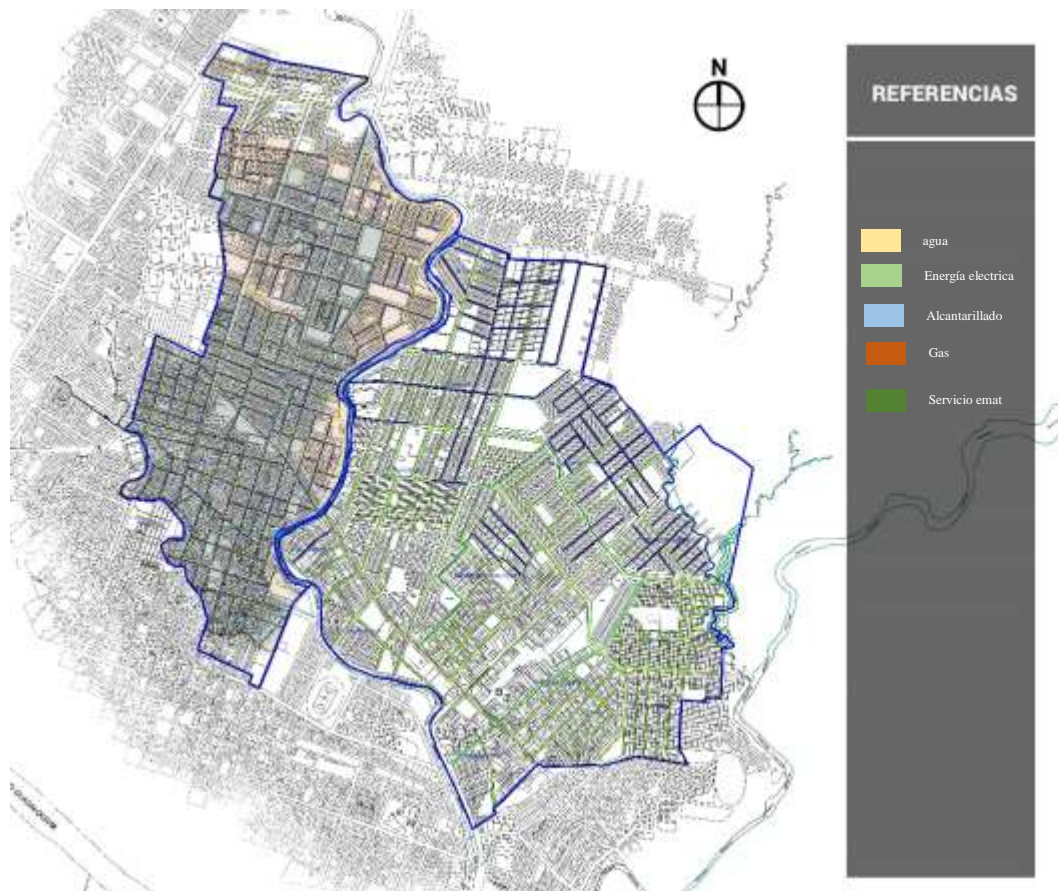 N
REFERENCIAS
agua
Energía electrica
Alcantarillado
Gas
Servicio emat